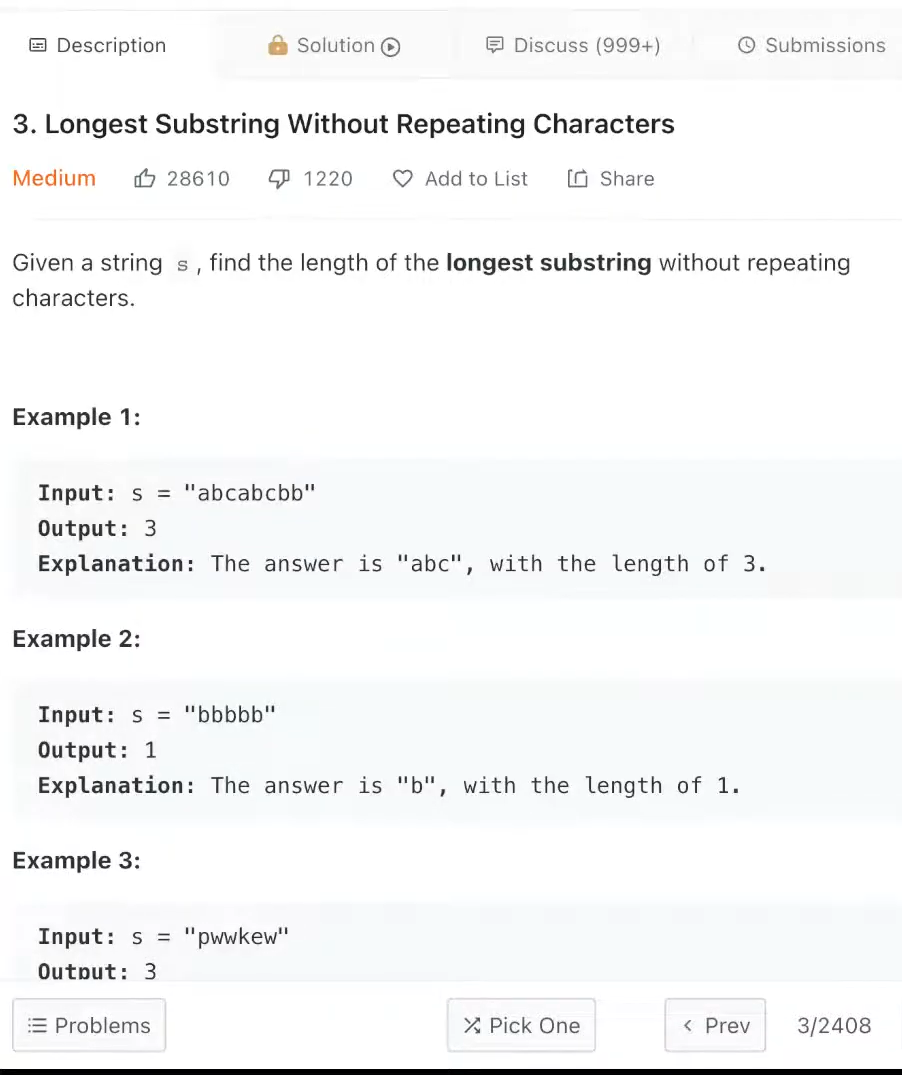 Description Solution Discuss (999+) Submissions
3. Longest Substring Without Repeating Characters
Medium 28610 1220 Add to List Share
Given a string s , find the length of the longest substring without repeating
characters.
Example 1:
Input: s = "abcabcbb"
Output: 3
Explanation: The answer is "abc", with the length of 3.
Example 2:
Input: s = "bbbbb"
Output: 1
Explanation: The answer is "b", with the length of 1.
Example 3:
Input: s = "pwwkew"
Output: 3
Problems Pick One Prev 3/2408